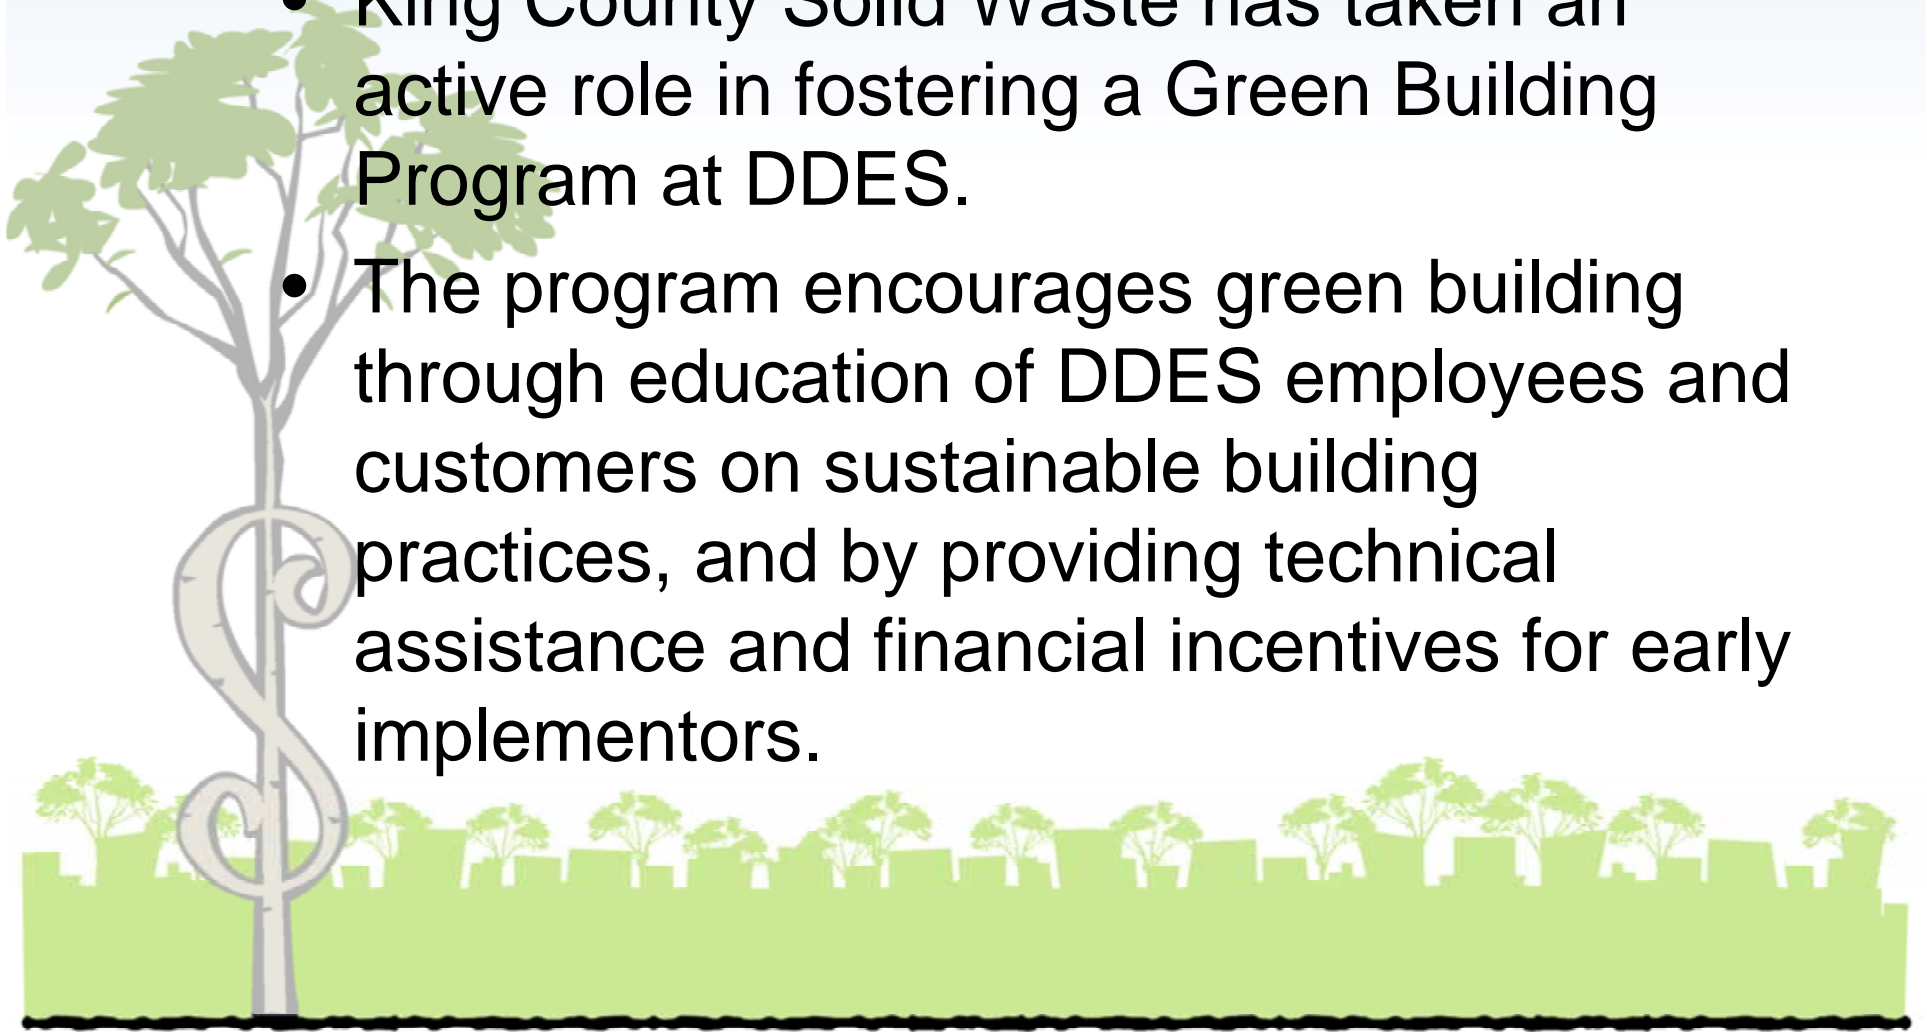 • King County Solid Waste has taken an
active role in fostering a Green Building
Program at DDES.
• The program encourages green building
through education of DDES employees and
customers on sustainable building
practices, and by providing technical
assistance and financial incentives for early
implementors.